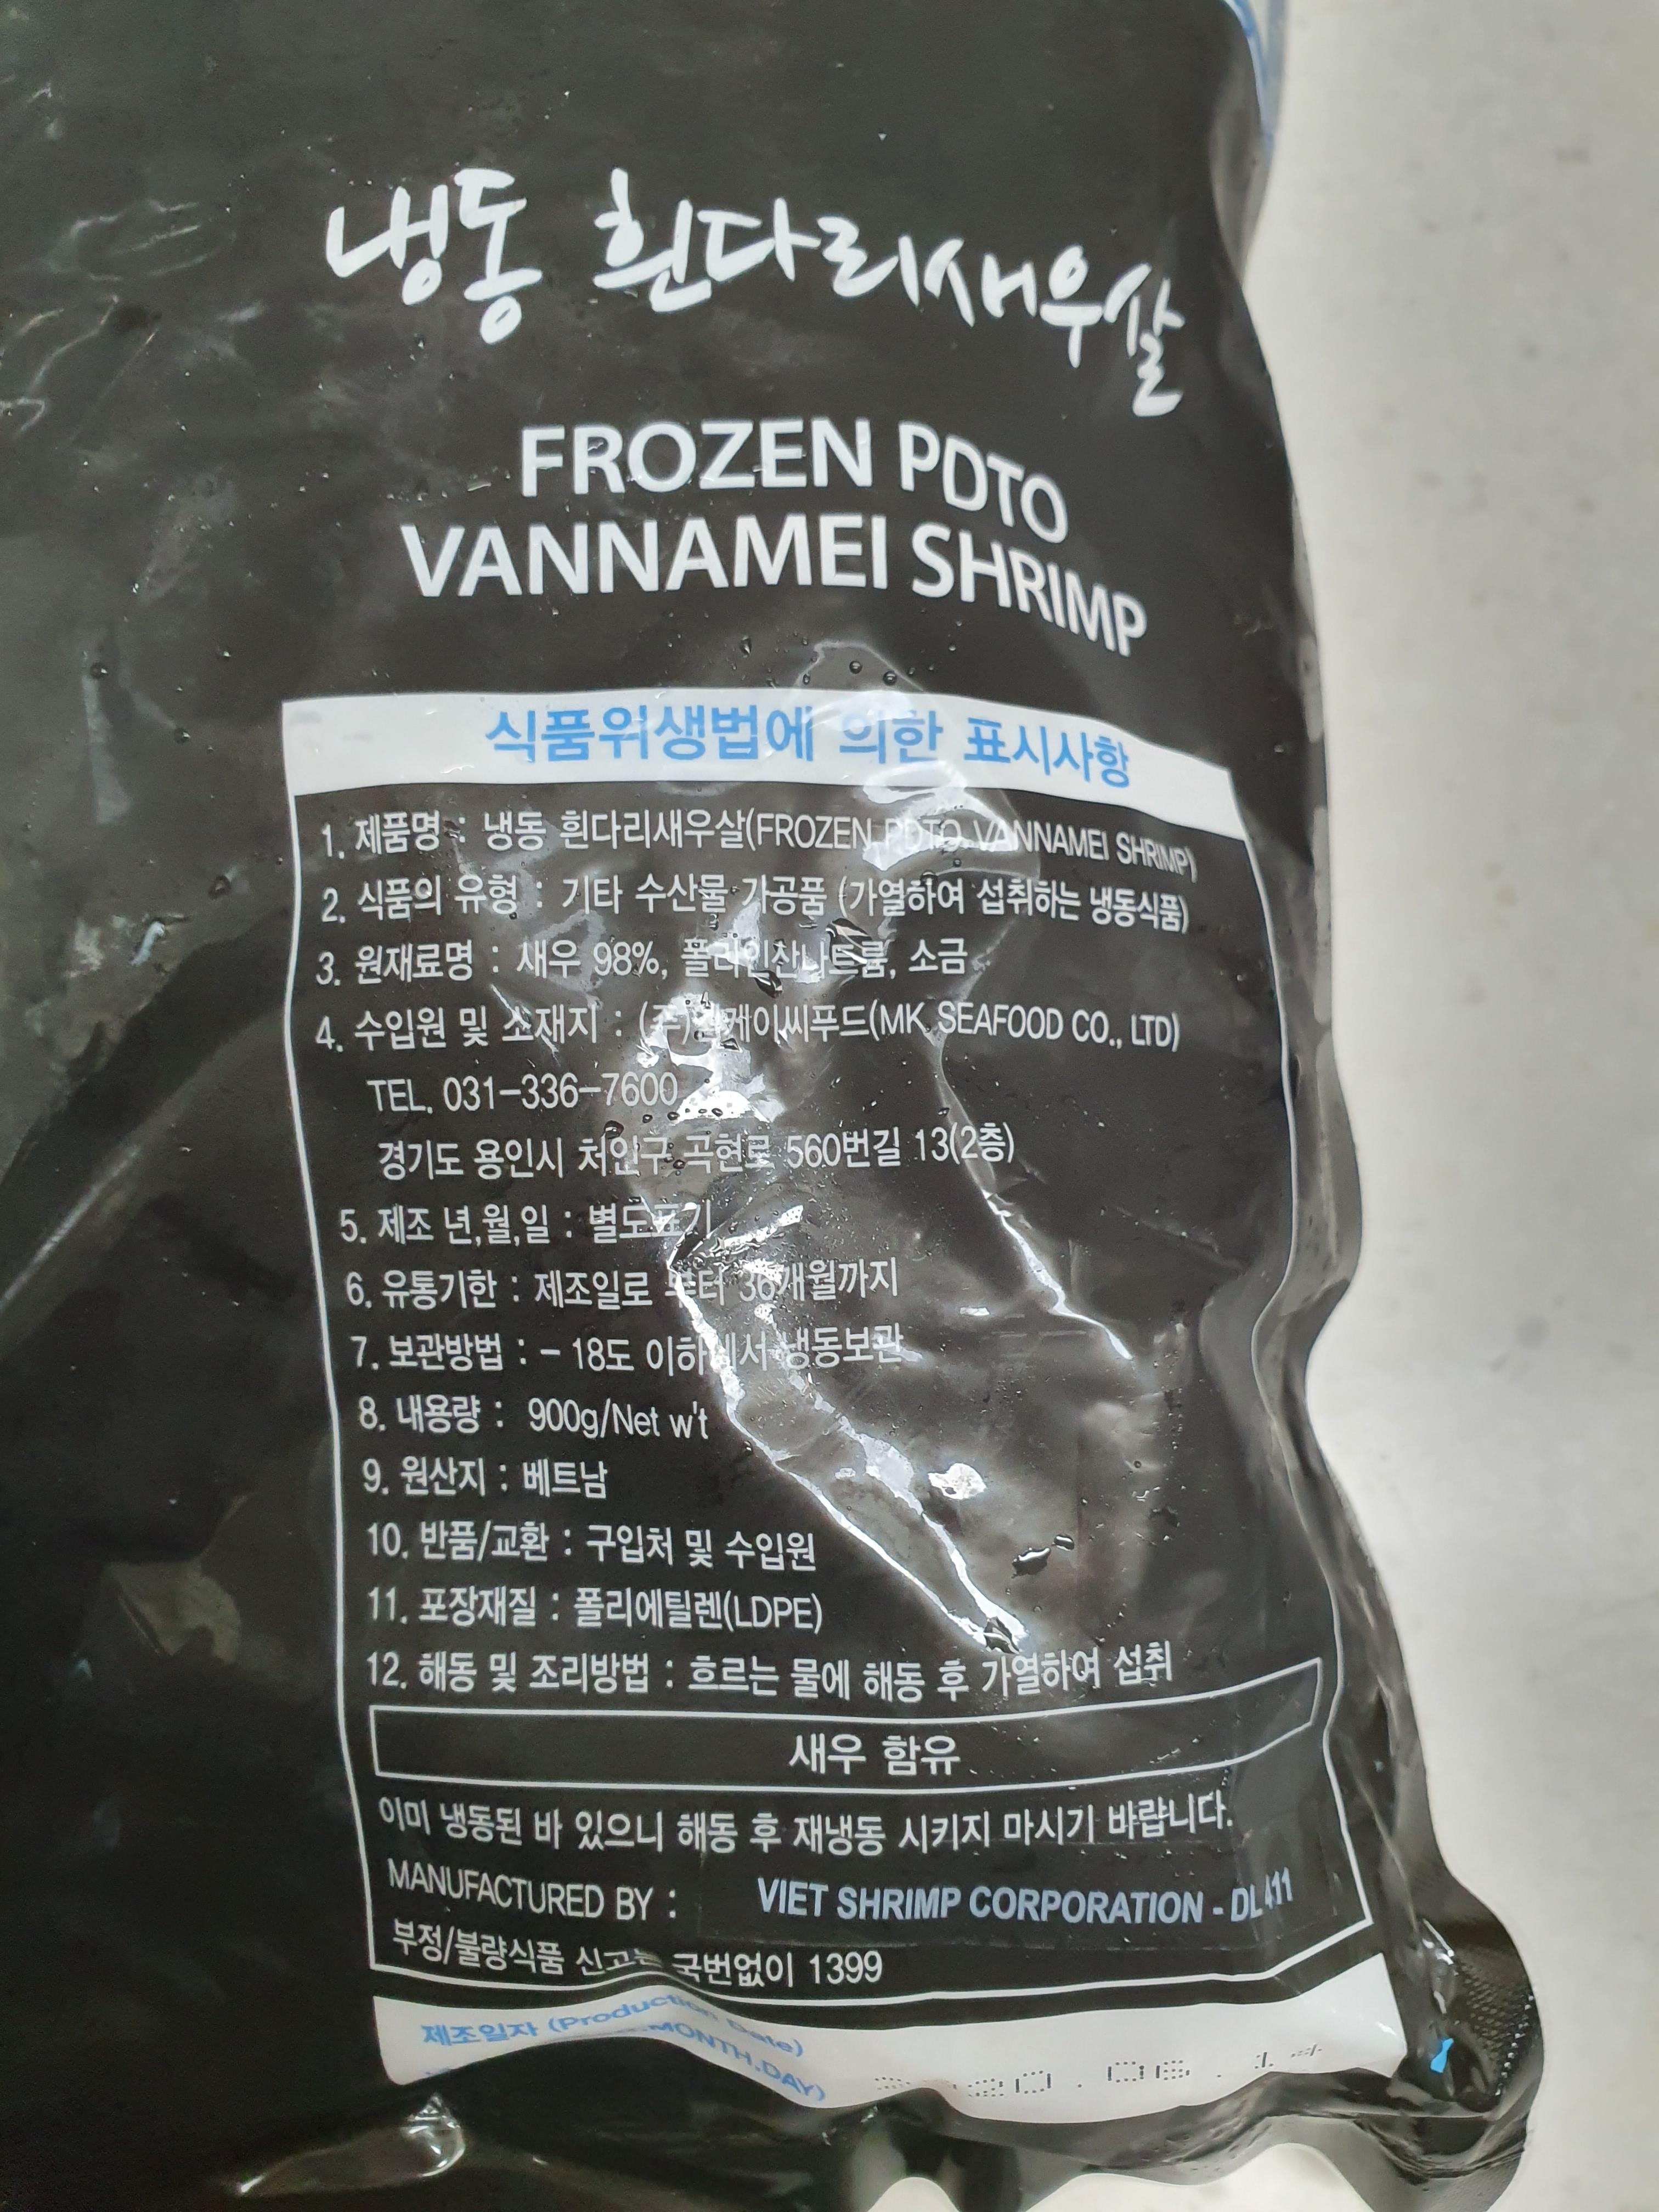 냉동 흰다리새우살
FROZEN PDTO
VANNAMEI SHRIMP
식품위생법에 의한 표시사항
1. 제품명 : 냉동 흰다리새우살(FROZEN PDTO VANNAMEI SHRIMP)
2. 식품의 유형 : 기타 수산물 가공품 (가열하여 섭취하는 냉동식품)
3. 원재료명 : 새우 98%, 폴리인산나트륨, 소금
4. 수입원 및 소재지 : (주)엠케이씨푸드(MK SEAFOOD CO., LTD)
TEL. 031-336-7600
경기도 용인시 처인구 곡현로 560번길 13(2층)
5. 제조 년,월,일 : 별도표기
6. 유통기한 : 제조일로 부터 36개월까지
7. 보관방법 : - 18도 이하에서 냉동보관
8. 내용량 : 900g/Net w't
9. 원산지 : 베트남
10. 반품/교환 : 구입처 및 수입원
11. 포장재질 : 폴리에틸렌(LDPE)
12. 해동 및 조리방법 : 흐르는 물에 해동 후 가열하여 섭취
새우 함유
이미 냉동된 바 있으니 해동 후 재냉동 시키지 마시기 바랍니다.
MANUFACTURED BY : VIET SHRIMP CORPORATION - DL 411
부정/불량식품 신고는 국번없이 1399
제조일자 (Production Date)
MONTH.DAY)